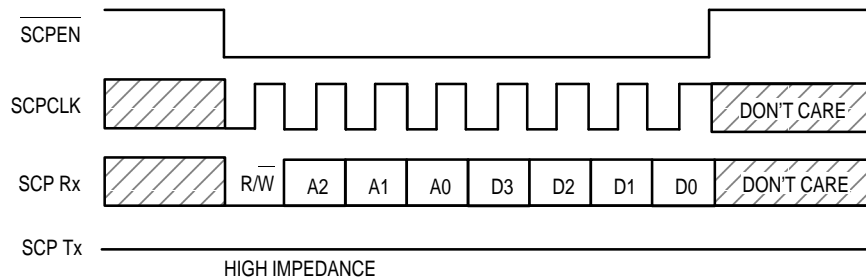 SCPEN
SCPCLK DON'T CARE
SCP Rx R/W A2 A1 A0 D3 D2 D1 D0 DON'T CARE
SCP Tx
HIGH IMPEDANCE